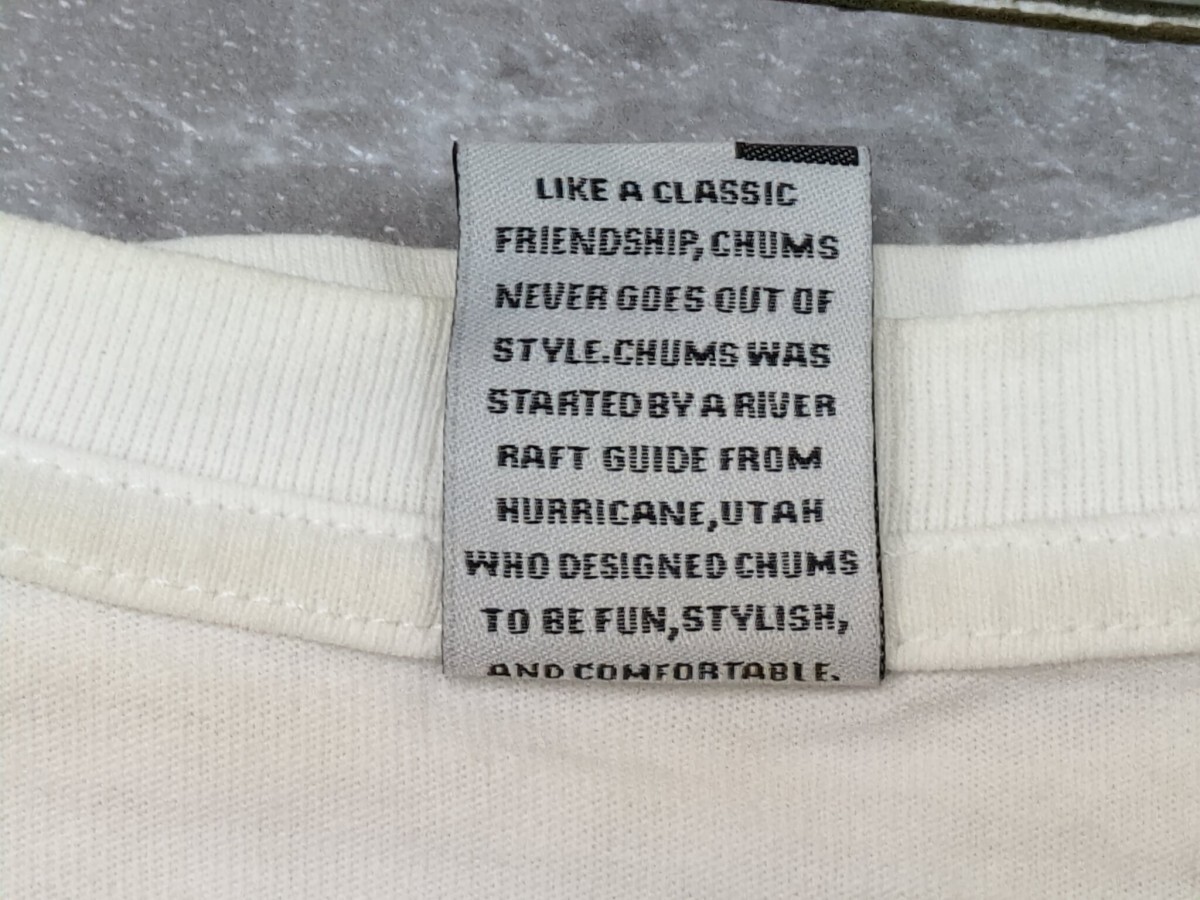 LIKE A CLASSIC
FRIENDSHIP, CHUMS
NEVER GOES OUT OF
STYLE.CHUMS WAS
STARTED BY A RIVER
RAFT GUIDE FROM
HURRICANE,UTAH
WHO DESIGNED CHUMS
TO BE FUN,STYLISH,
AND COMFORTABLE.